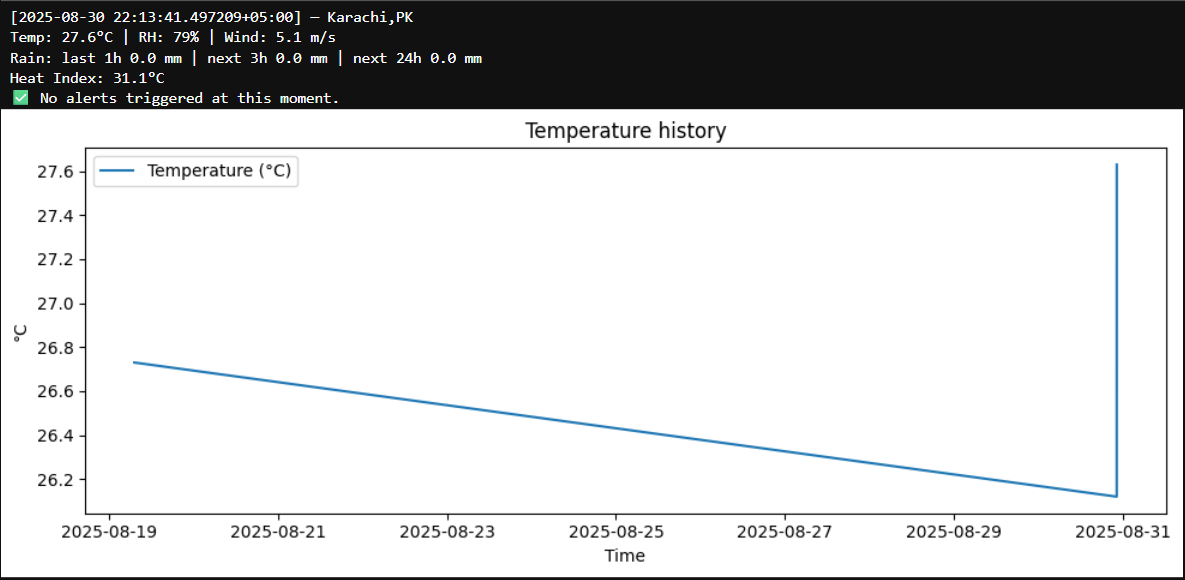 [2025-08-30 22:13:41.497209+05:00] — Karachi,PK
Temp: 27.6°C | RH: 79% | Wind: 5.1 m/s
Rain: last 1h 0.0 mm | next 3h 0.0 mm | next 24h 0.0 mm
Heat Index: 31.1°C
✅ No alerts triggered at this moment.
Temperature history
Temperature (°C)
27.6
27.4
27.2
27.0
26.8
26.6
26.4
26.2
°C
2025-08-19 2025-08-21 2025-08-23 2025-08-25 2025-08-27 2025-08-29 2025-08-31
Time